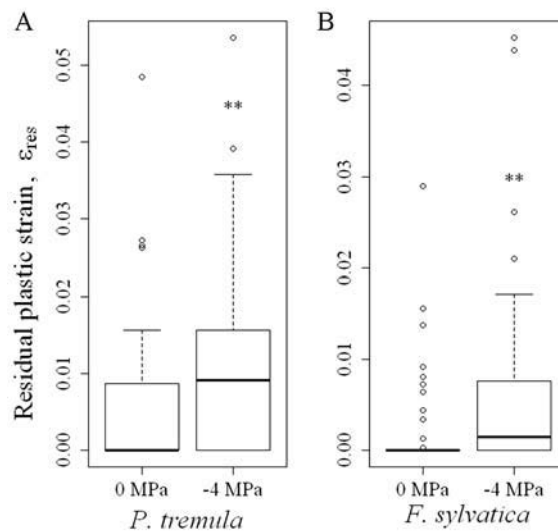 A
B
Residual plastic strain, εres
0.05
0.04
0.03
0.02
0.01
0.00
**
0 MPa
-4 MPa
P. tremula
0.04
0.03
0.02
0.01
0.00
**
0 MPa
-4 MPa
F. sylvatica